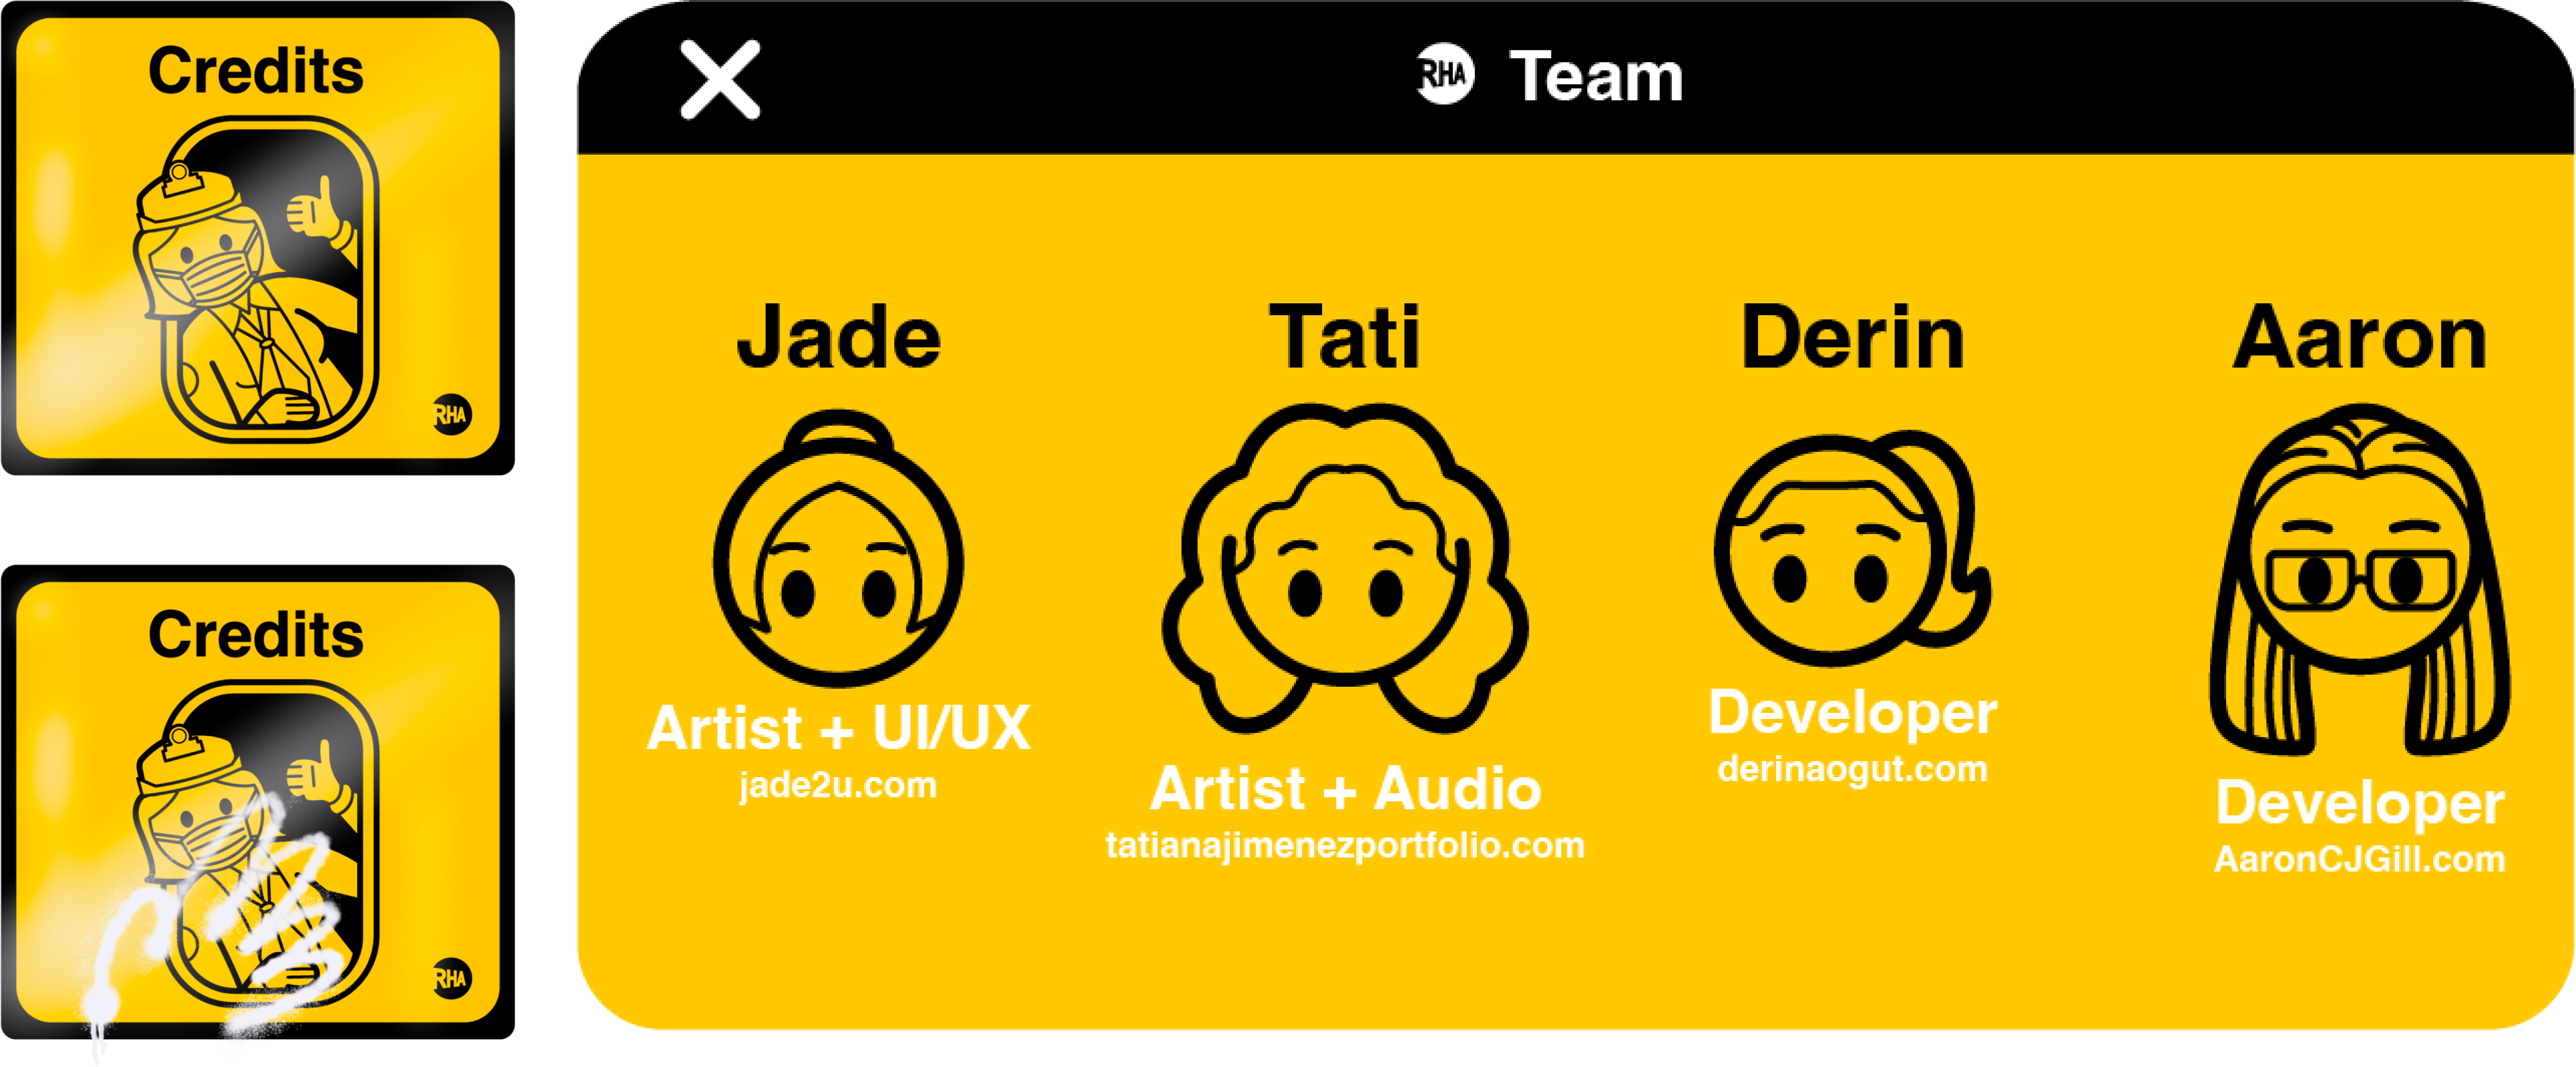 Credits
RHA
Credits
RHA
RHA Team
Jade
Artist + UI/UX
jade2u.com
Tati
Artist + Audio
tatianajimenezportfolio.com
Derin
Developer
derinaogut.com
Aaron
Developer
AaronCJGill.com